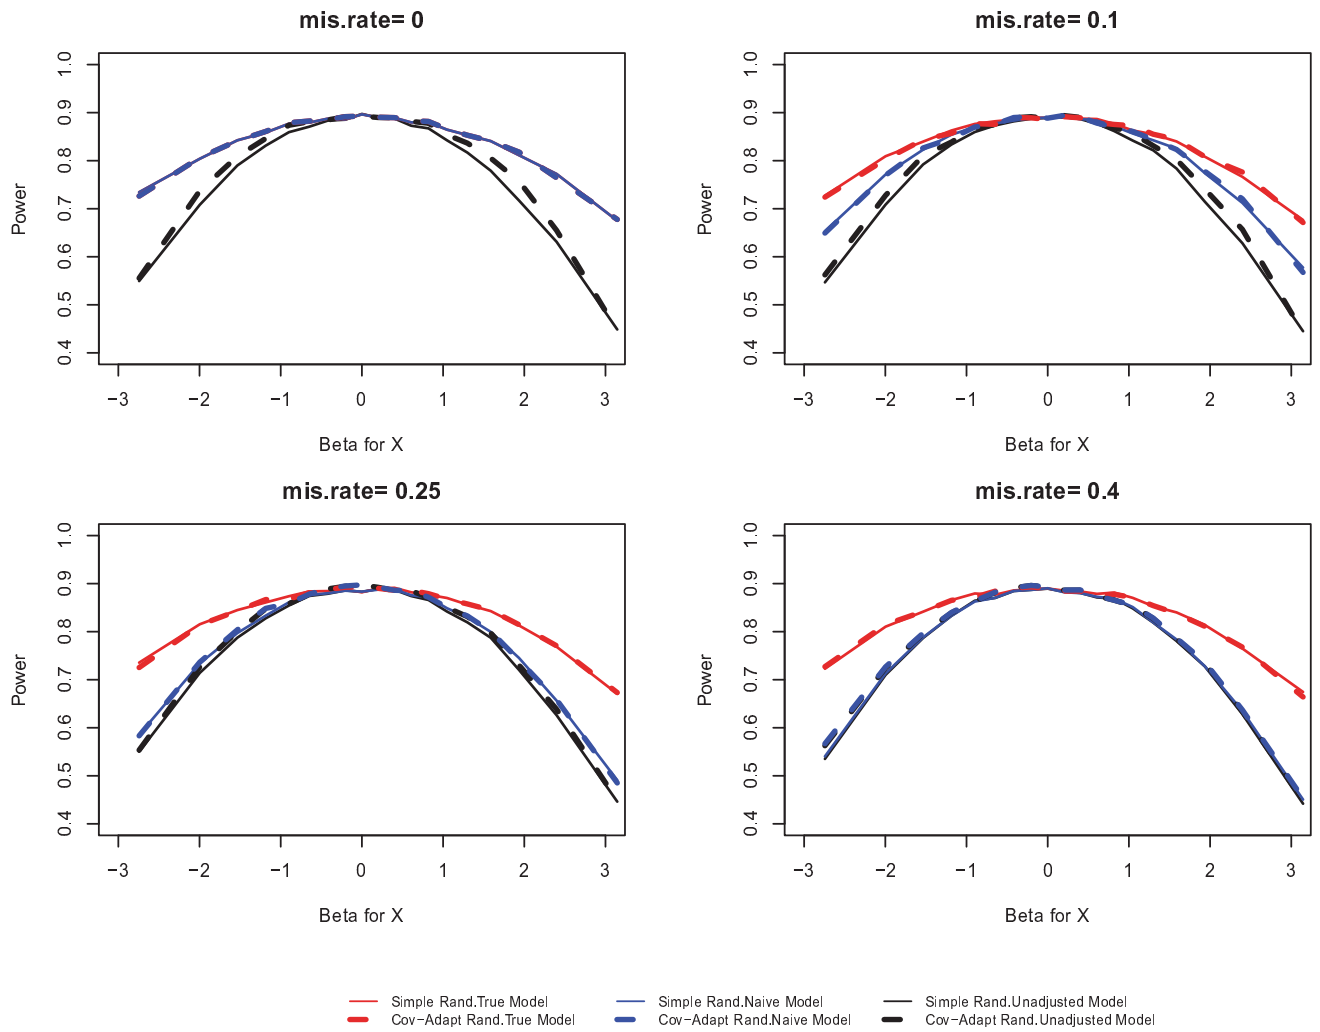 mis.rate= 0
mis.rate= 0.1
Power
1.0
0.9
0.8
0.7
0.6
0.5
0.4
−3 −2 −1 0 1 2 3
Beta for X
Power
1.0
0.9
0.8
0.7
0.6
0.5
0.4
−3 −2 −1 0 1 2 3
Beta for X
mis.rate= 0.25
mis.rate= 0.4
Power
1.0
0.9
0.8
0.7
0.6
0.5
0.4
−3 −2 −1 0 1 2 3
Beta for X
Power
1.0
0.9
0.8
0.7
0.6
0.5
0.4
−3 −2 −1 0 1 2 3
Beta for X
Simple Rand.True Model
Cov−Adapt Rand.True Model
Simple Rand.Naive Model
Cov−Adapt Rand.Naive Model
Simple Rand.Unadjusted Model
Cov−Adapt Rand.Unadjusted Model